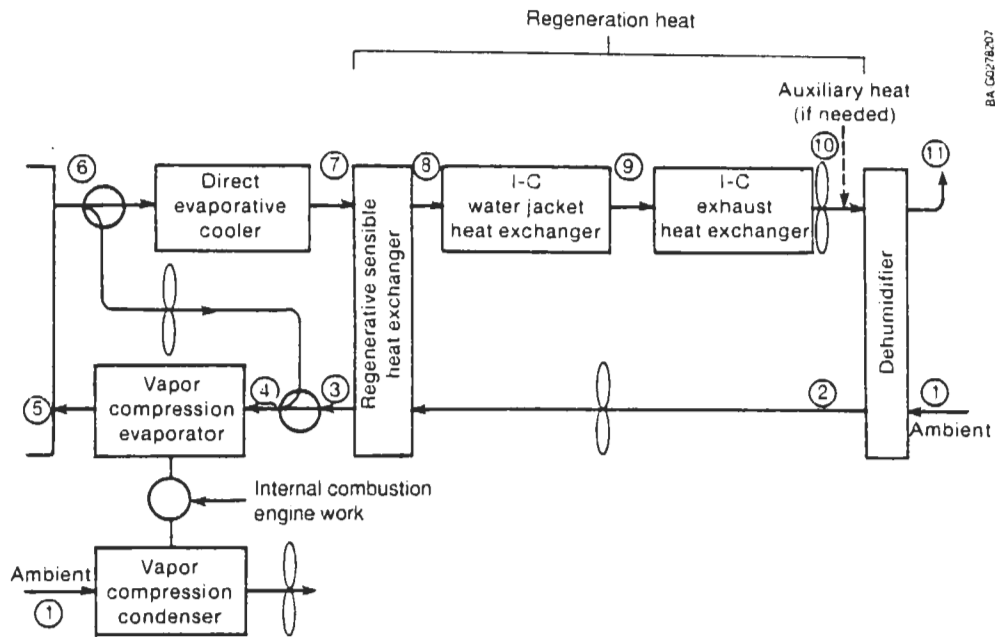 Regeneration heat
BA-G0278207
Auxiliary heat
(if needed)
6
7
8
9
10
11
Direct
evaporative
cooler
Regenerative sensible
heat exchanger
I-C
water jacket
heat exchanger
I-C
exhaust
heat exchanger
Dehumidifier
5
Vapor
compression
evaporator
4
3
2
1
Ambient
Internal combustion
engine work
Ambient
1
Vapor
compression
condenser